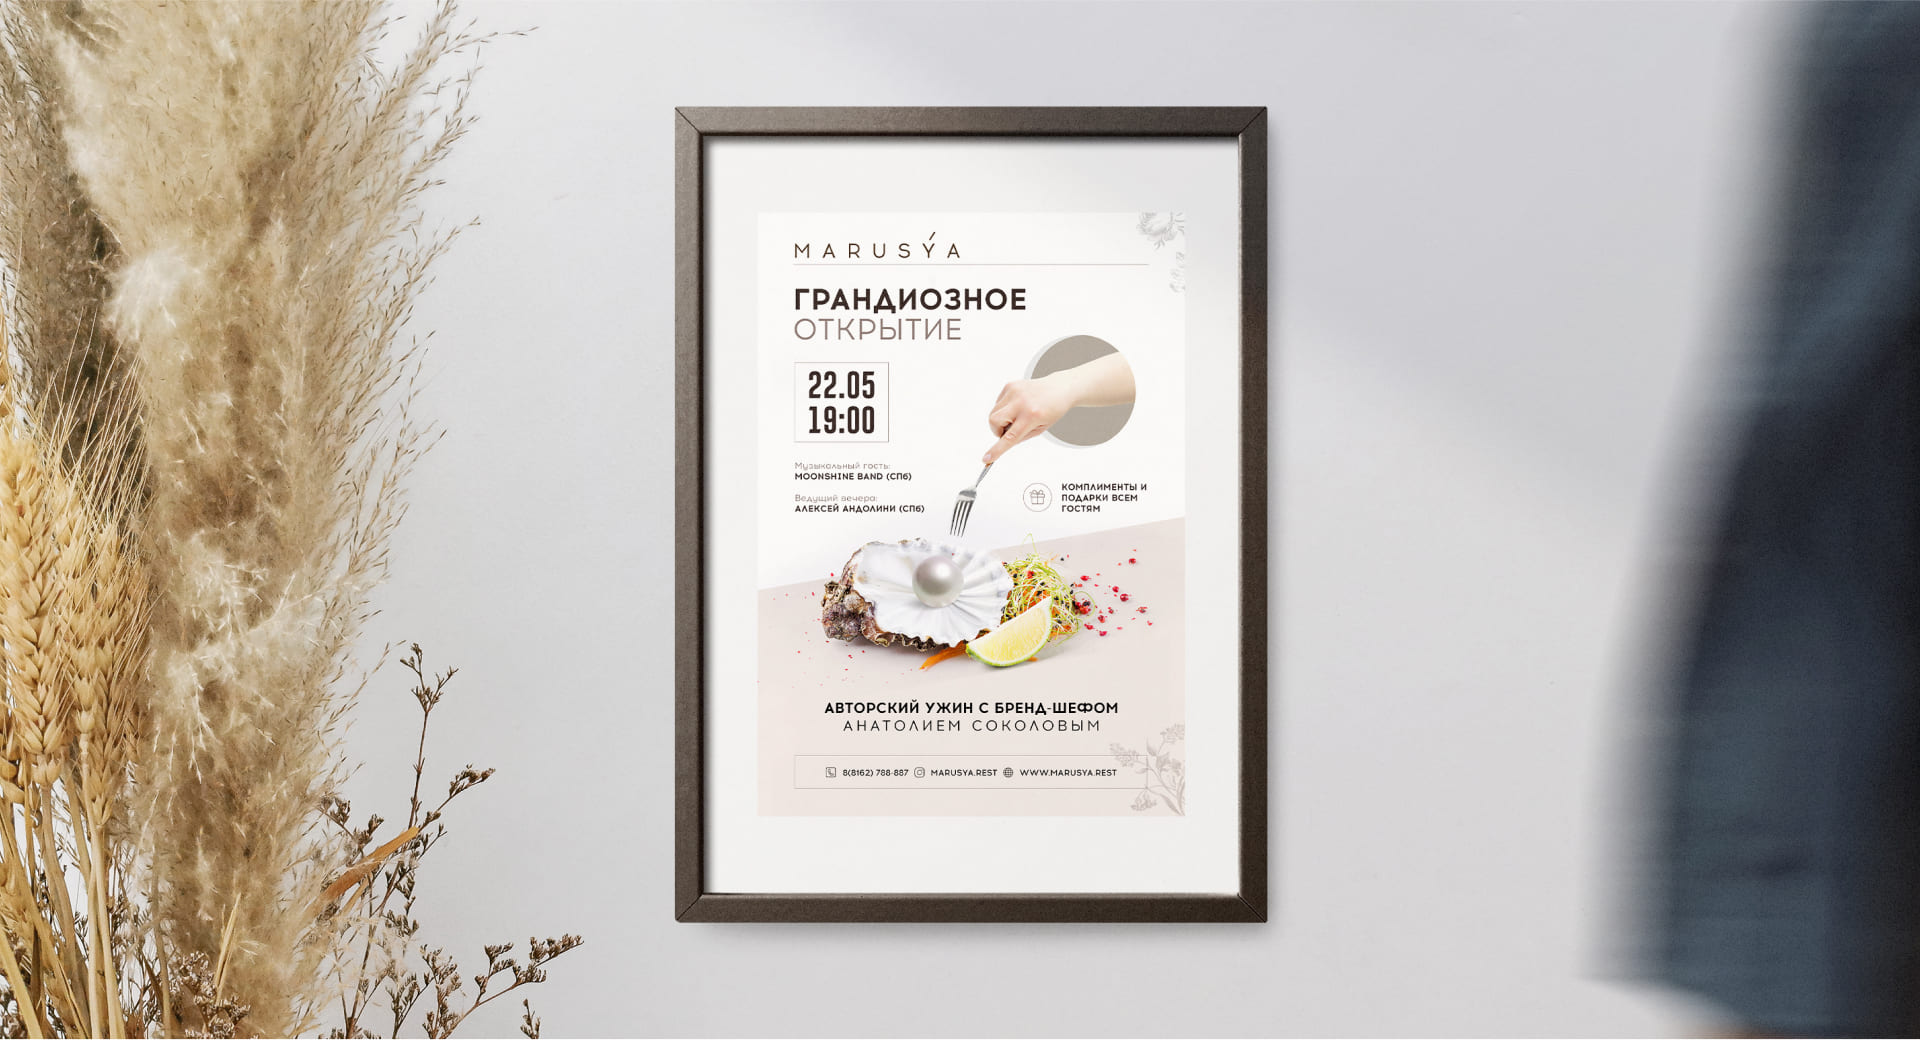 MARUSÝA
ГРАНДИОЗНОЕ
ОТКРЫТИЕ
22.05
19:00
Музыкальный гость:
MOONSHINE BAND (СПб)
Ведущий вечера:
АЛЕКСЕЙ АНДОЛИНИ (СПб)
КОМПЛИМЕНТЫ И
ПОДАРКИ ВСЕМ
ГОСТЯМ
АВТОРСКИЙ УЖИН С БРЕНД-ШЕФОМ
АНАТОЛИЕМ СОКОЛОВЫМ
8(8162) 788-887 MARUSYA.REST WWW.MARUSYA.REST